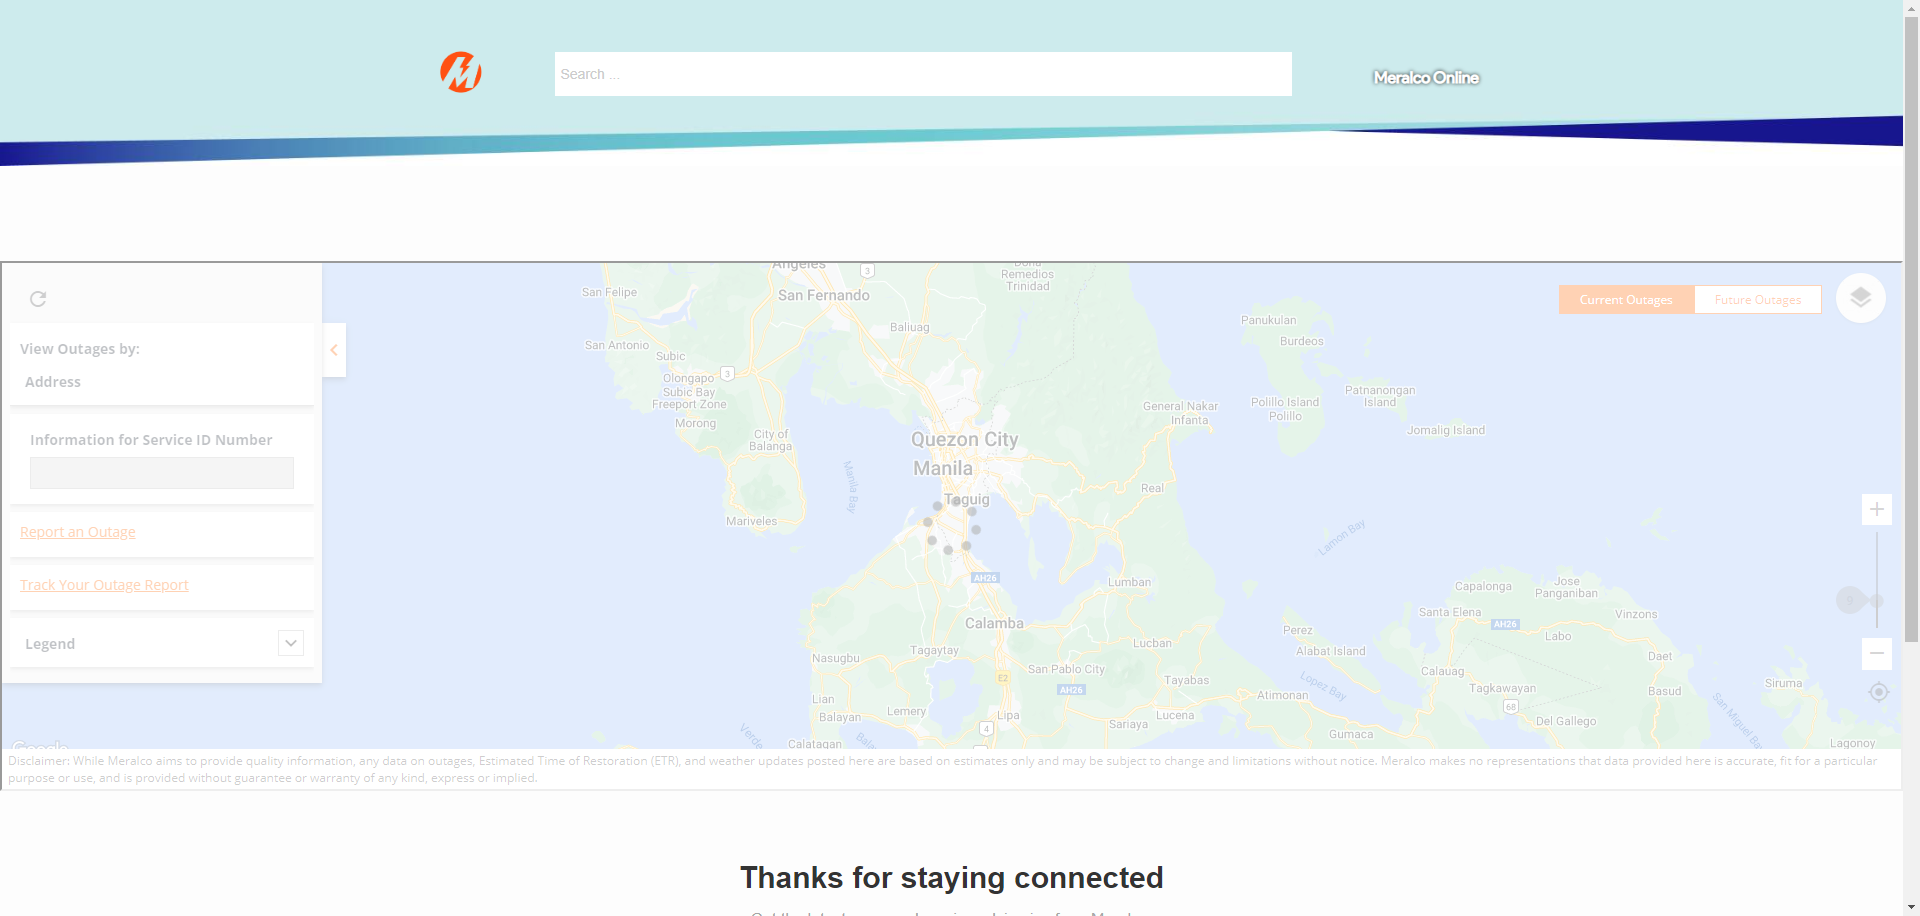 Search ...
Meralco Online
View Outages by:
Address
Information for Service ID Number
Report an Outage
Track Your Outage Report
Legend
Current Outages
Future Outages
Angeles
3
Dona
Remedios
Trinidad
San Felipe
San Fernando
Baliuag
Panukulan
Burdeos
San Antonio
Subic
3
Olongapo
Subic Bay
Freeport Zone
Morong
City of
Balanga
Manila Bay
Mariveles
Quezon City
Manila
Taguig
General Nakar
Infanta
Polillo Island
Polillo
Patnanongan
Island
Jomalig Island
Real
Lamon Bay
AH26
Lumban
Calamba
Capalonga
Jose
Panganiban
Santa Elena
Vinzons
AH26
Labo
Perez
Alabat Island
Daet
Nasugbu
Tagaytay
Lucban
San Pablo City
E2
AH26
Tayabas
Calauag
Tagkawayan
Basud
Siruma
Lopez Bay
Atimonan
68
San Miguel Bay
Lian
Balayan
Lemery
Lipa
4
Sariaya
Lucena
Del Gallego
Gumaca
Calatagan
Verde
Lagonoy
Google
Disclaimer: While Meralco aims to provide quality information, any data on outages, Estimated Time of Restoration (ETR), and weather updates posted here are based on estimates only and may be subject to change and limitations without notice. Meralco makes no representations that data provided here is accurate, fit for a particular
purpose or use, and is provided without guarantee or warranty of any kind, express or implied.
Thanks for staying connected